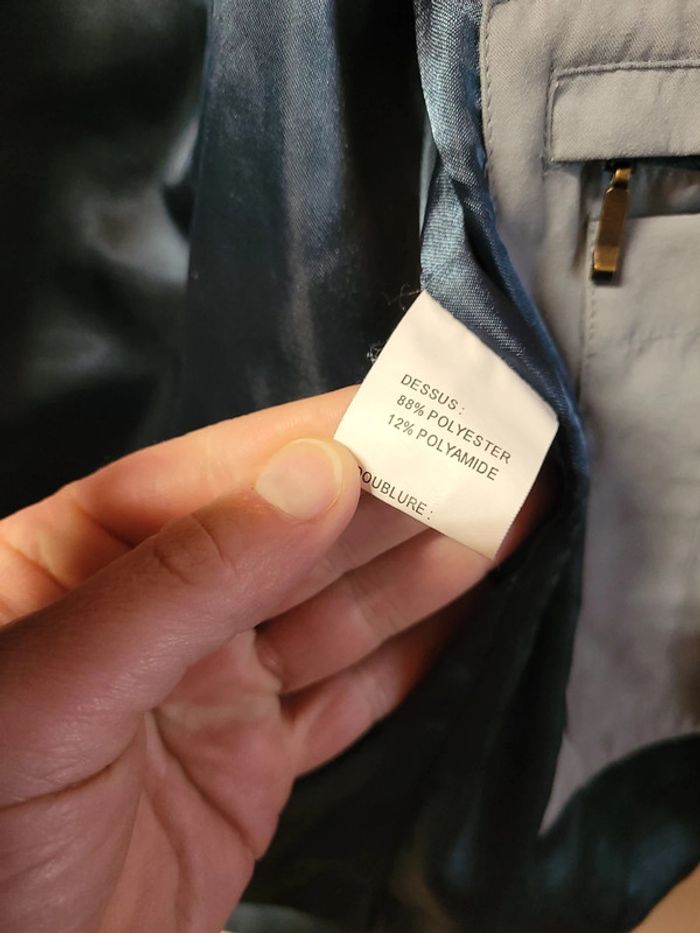 DESSUS :
88% POLYESTER
12% POLYAMIDE
DOUBLURE :